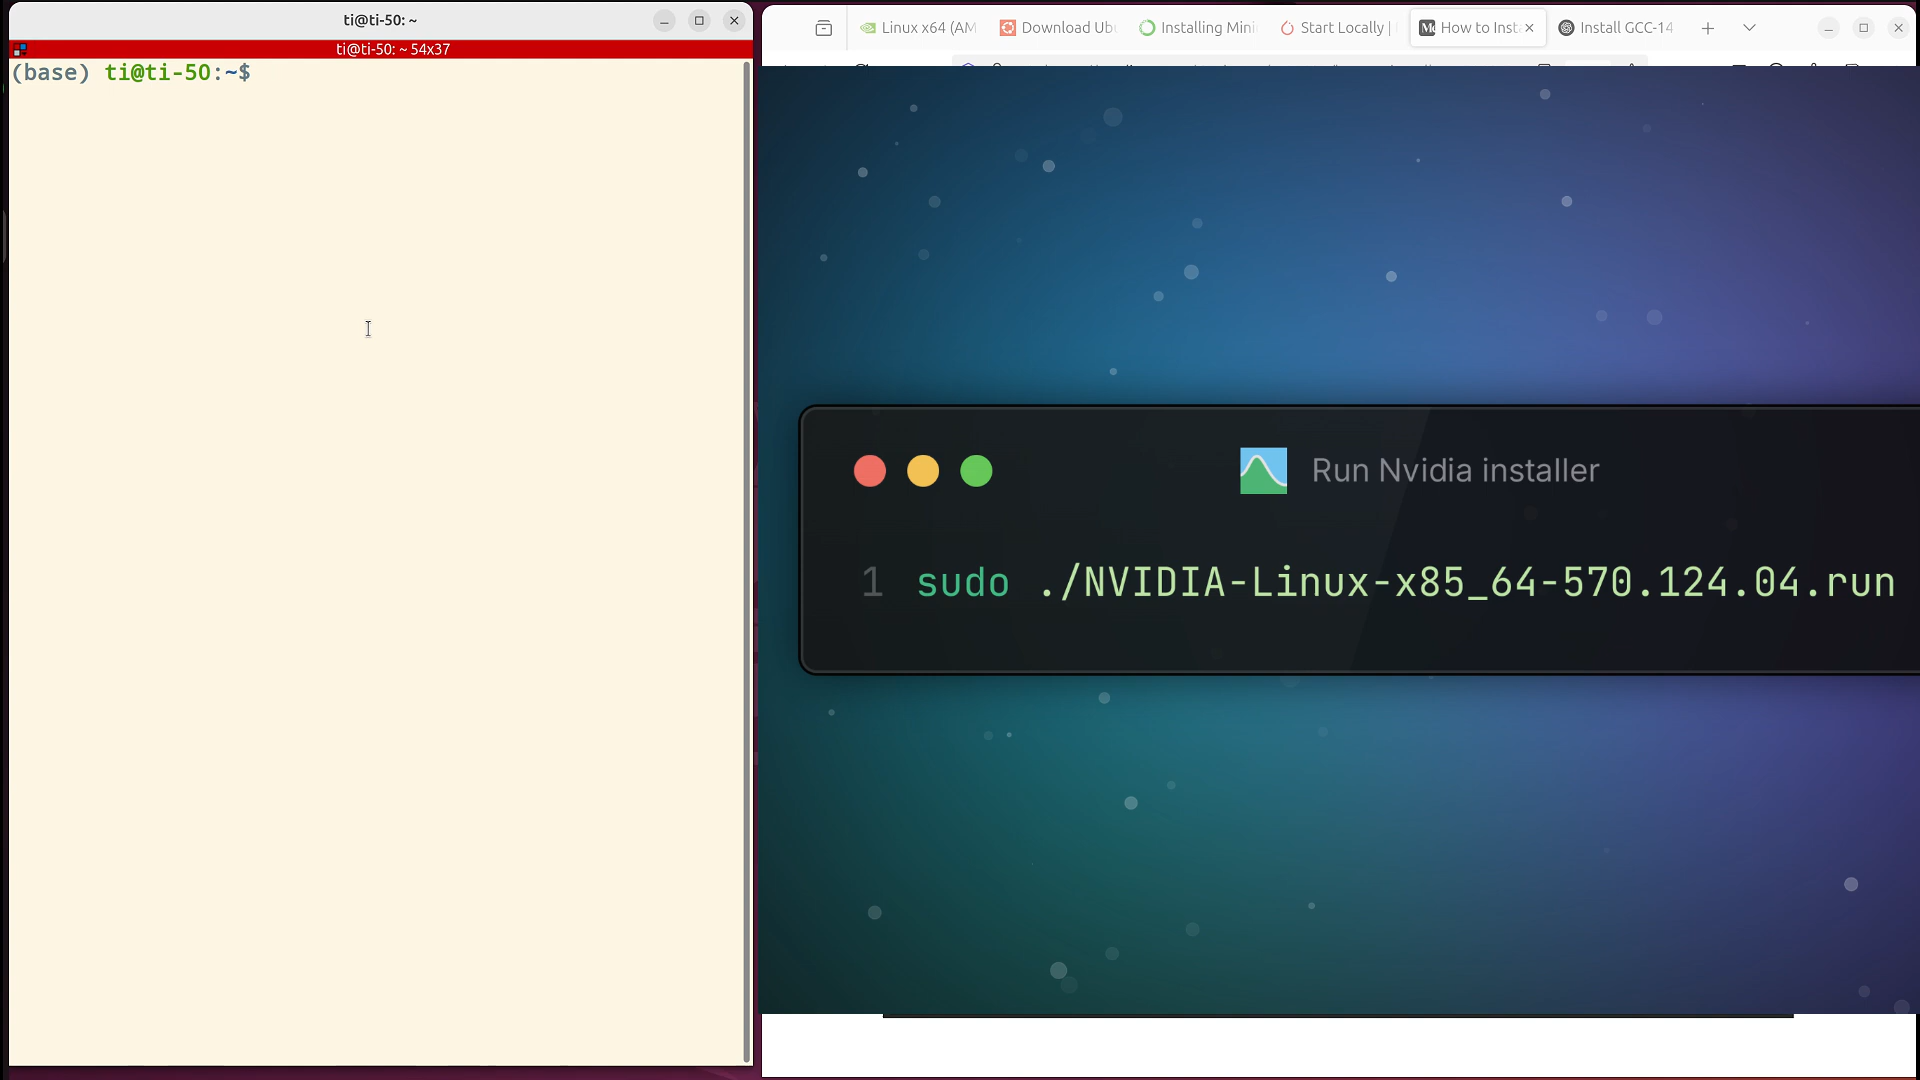 ti@ti-50: ~
ti@ti-50: ~ 54x37
(base) ti@ti-50:~$
Linux x64 (AM
Download Ub
Installing Mini
Start Locally |
How to Inst
Install GCC-14
Run Nvidia installer
1 sudo ./NVIDIA-Linux-x85_64-570.124.04.run